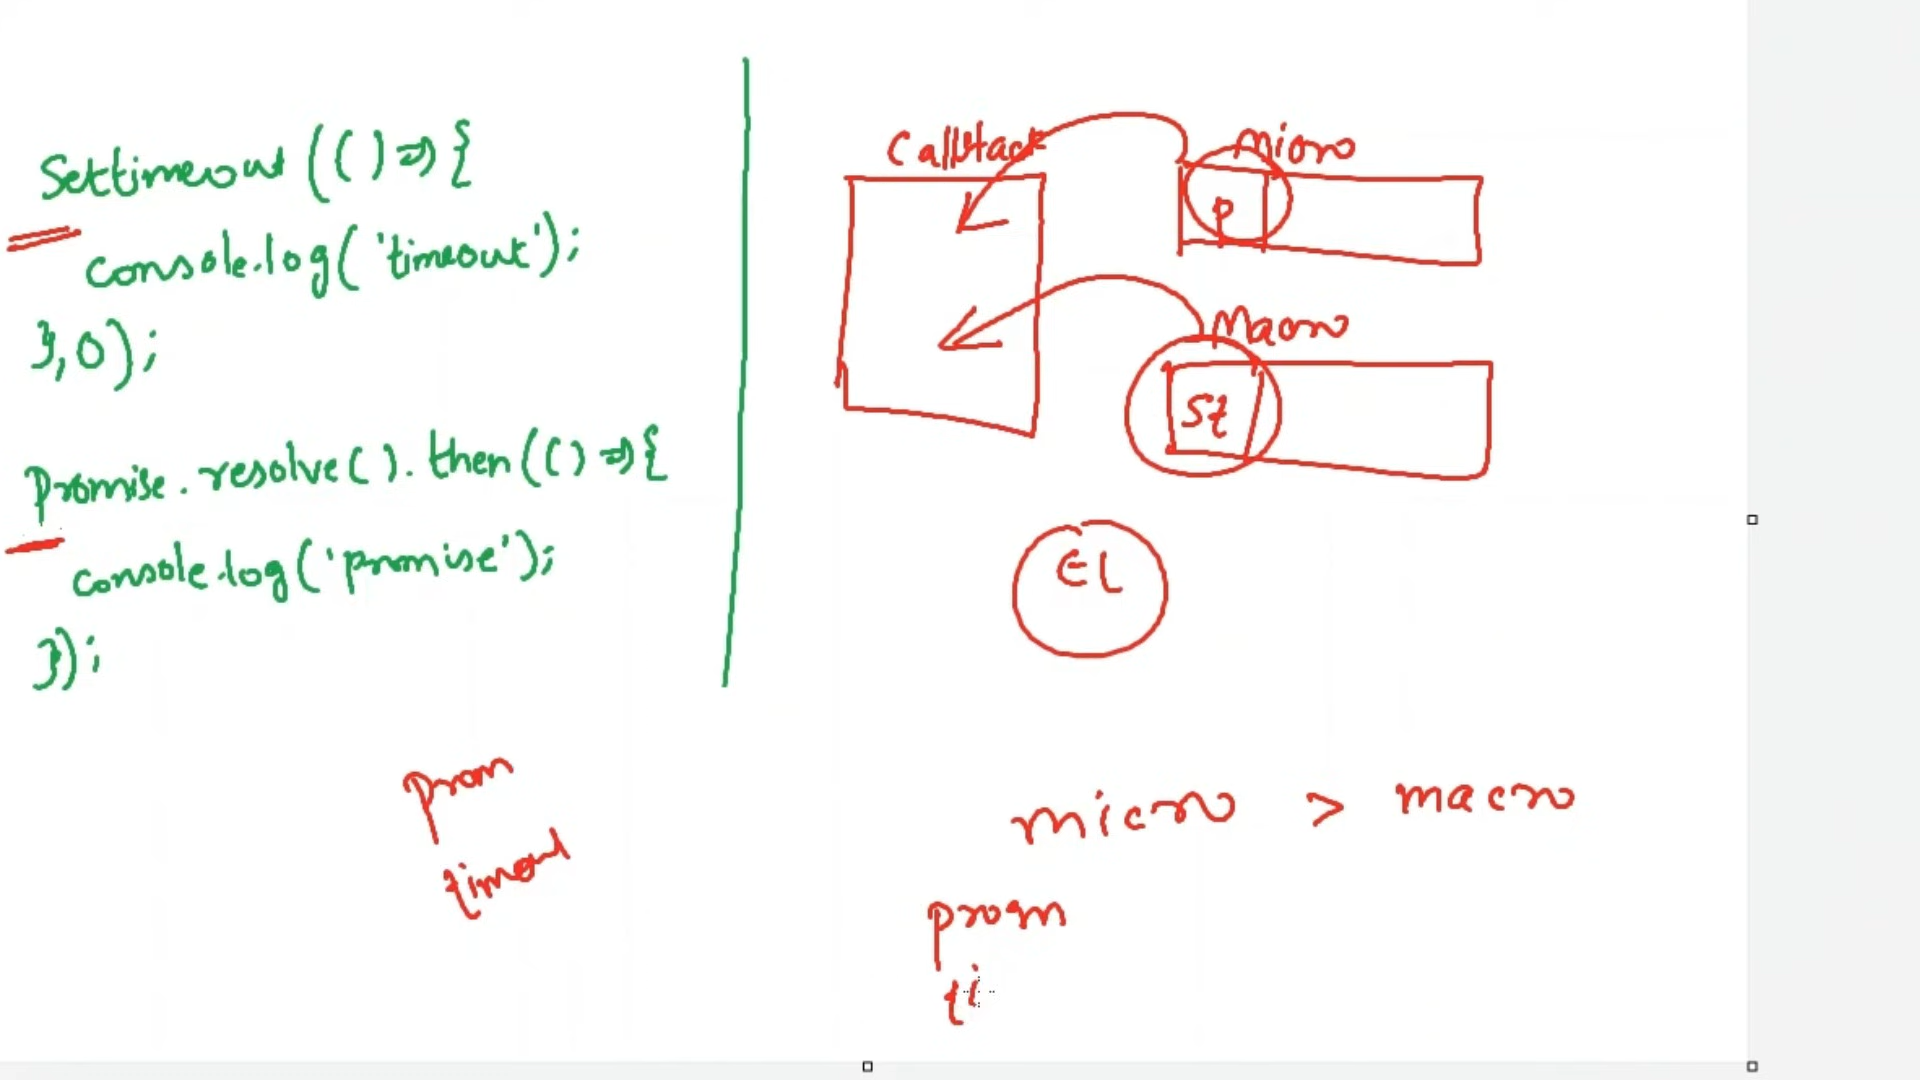 Settimeout (() => {
console.log( 'timeout');
},0);
Promise.resolve().then(() => {
console.log('promise');
});
prom
timeout
Callstack
Micro
P
Macro
St
EL
micro > macro
prom
ti